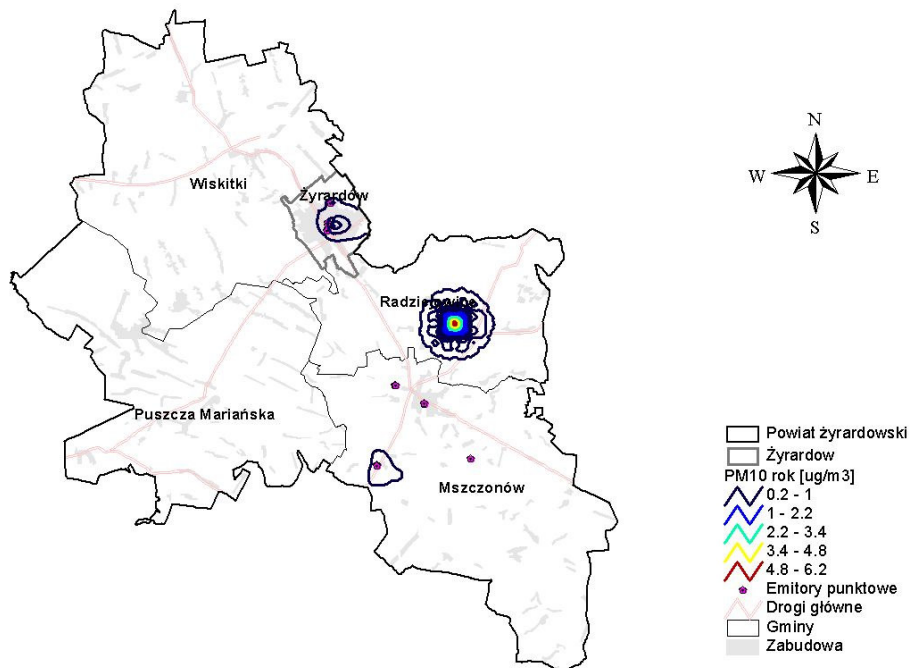 N
W
E
S
Wiskitki
Żyrardów
Puszcza Mariańska
Mszczonów
Powiat żyrardowski
Żyrardow
PM10 rok [ug/m3]
0.2 - 1
1 - 2.2
2.2 - 3.4
3.4 - 4.8
4.8 - 6.2
Emitory punktowe
Drogi główne
Gminy
Zabudowa